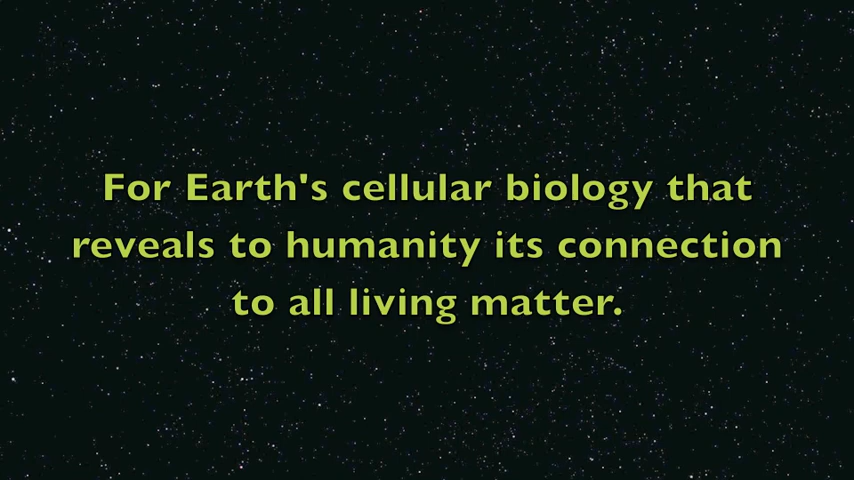 For Earth's cellular biology that
reveals to humanity its connection
to all living matter.